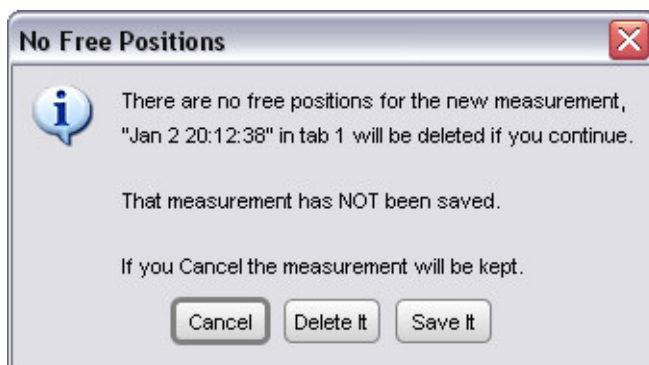 No Free Positions
There are no free positions for the new measurement,
"Jan 2 20:12:38" in tab 1 will be deleted if you continue.
That measurement has NOT been saved.
If you Cancel the measurement will be kept.
Cancel Delete It Save It